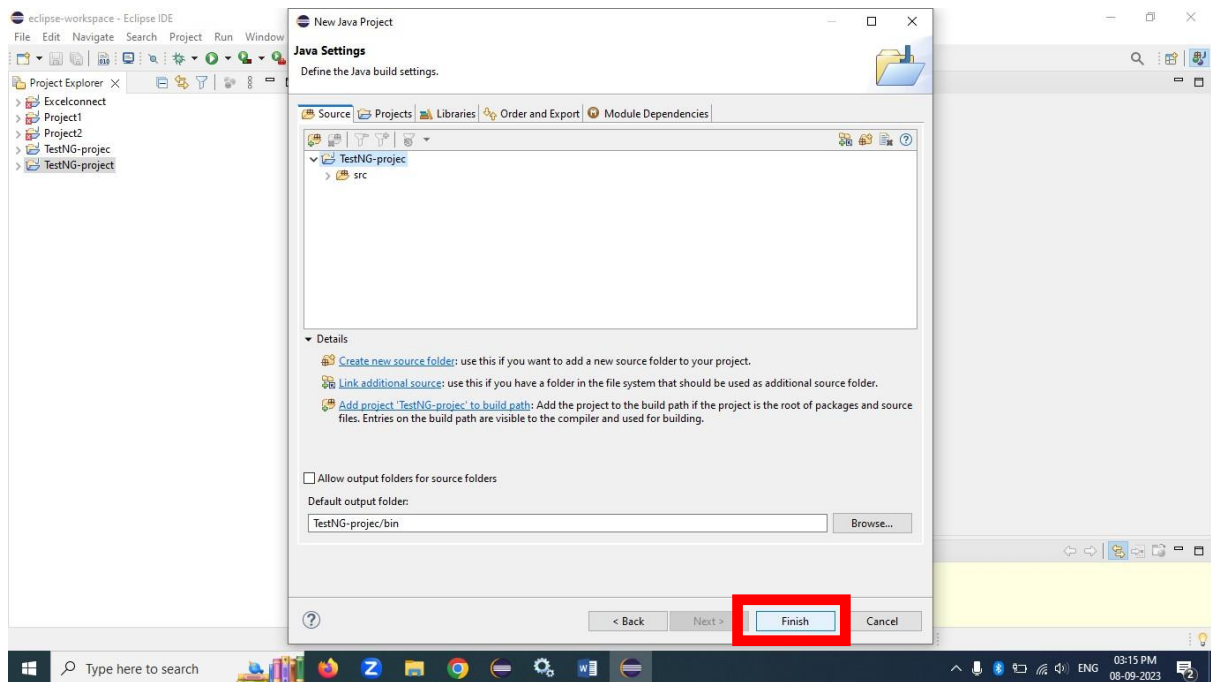 eclipse-workspace - Eclipse IDE
File Edit Navigate Search Project Run Window
Project Explorer
Excelconnect
Project1
Project2
TestNG-projec
TestNG-project
New Java Project
Java Settings
Define the Java build settings.
Source Projects Libraries Order and Export Module Dependencies
TestNG-projec
src
Details
Create new source folder: use this if you want to add a new source folder to your project.
Link additional source: use this if you have a folder in the file system that should be used as additional source folder.
Add project 'TestNG-projec' to build path: Add the project to the build path if the project is the root of packages and source
files. Entries on the build path are visible to the compiler and used for building.
Allow output folders for source folders
Default output folder:
TestNG-projec/bin
Browse...
< Back Next > Finish Cancel
Type here to search
ENG
03:15 PM
08-09-2023
2